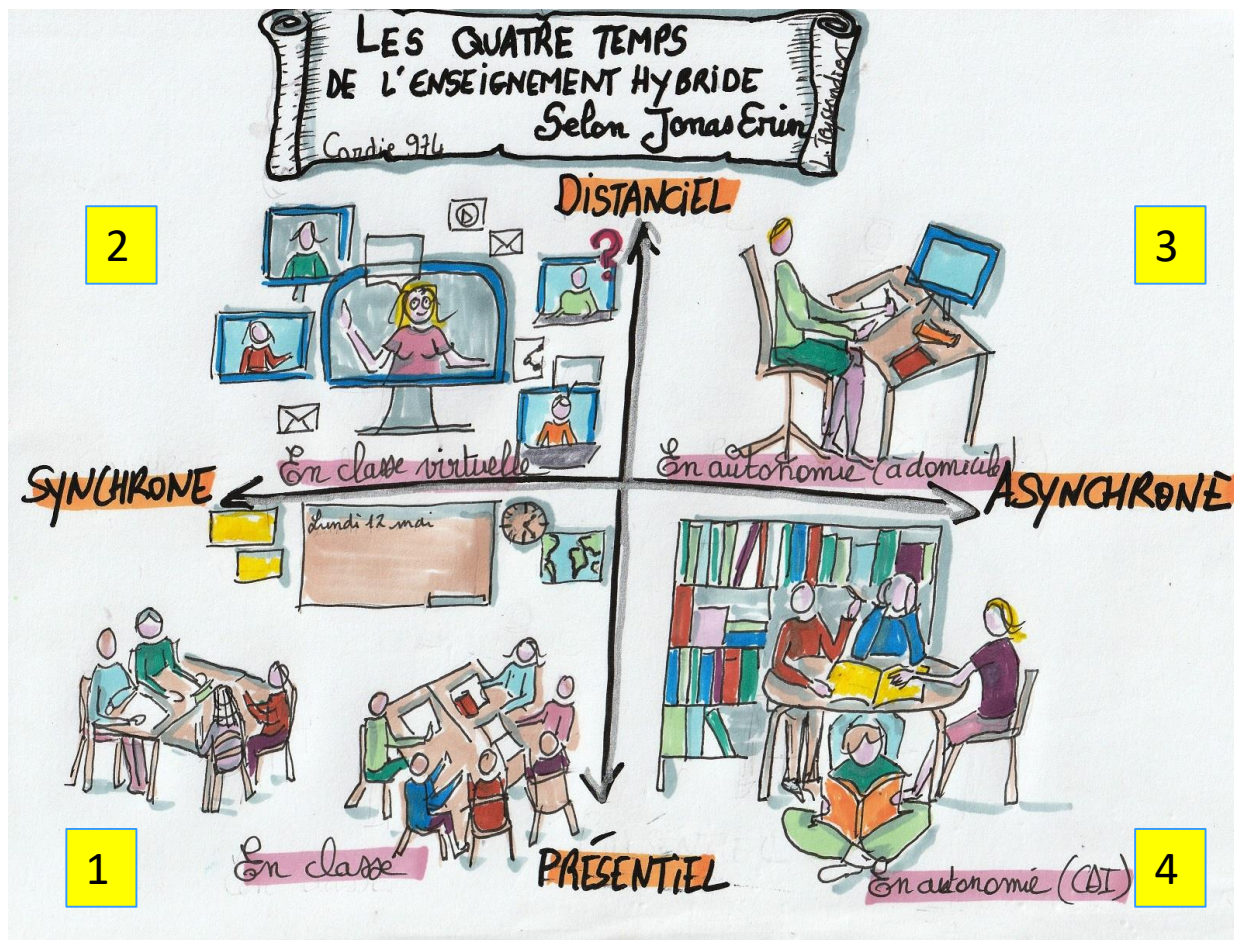 LES QUATRE TEMPS
DE L'ENSEIGNEMENT HYBRIDE
Selon Jonas Erin
Cardie 974
DISTANCIEL
2
3
?
En classe virtuelle
En autonomie (a domicile)
SYNCHRONE
ASYNCHRONE
Lundi 12 mai
1
En classe
PRÉSENTIEL
En autonomie (CDI)
4